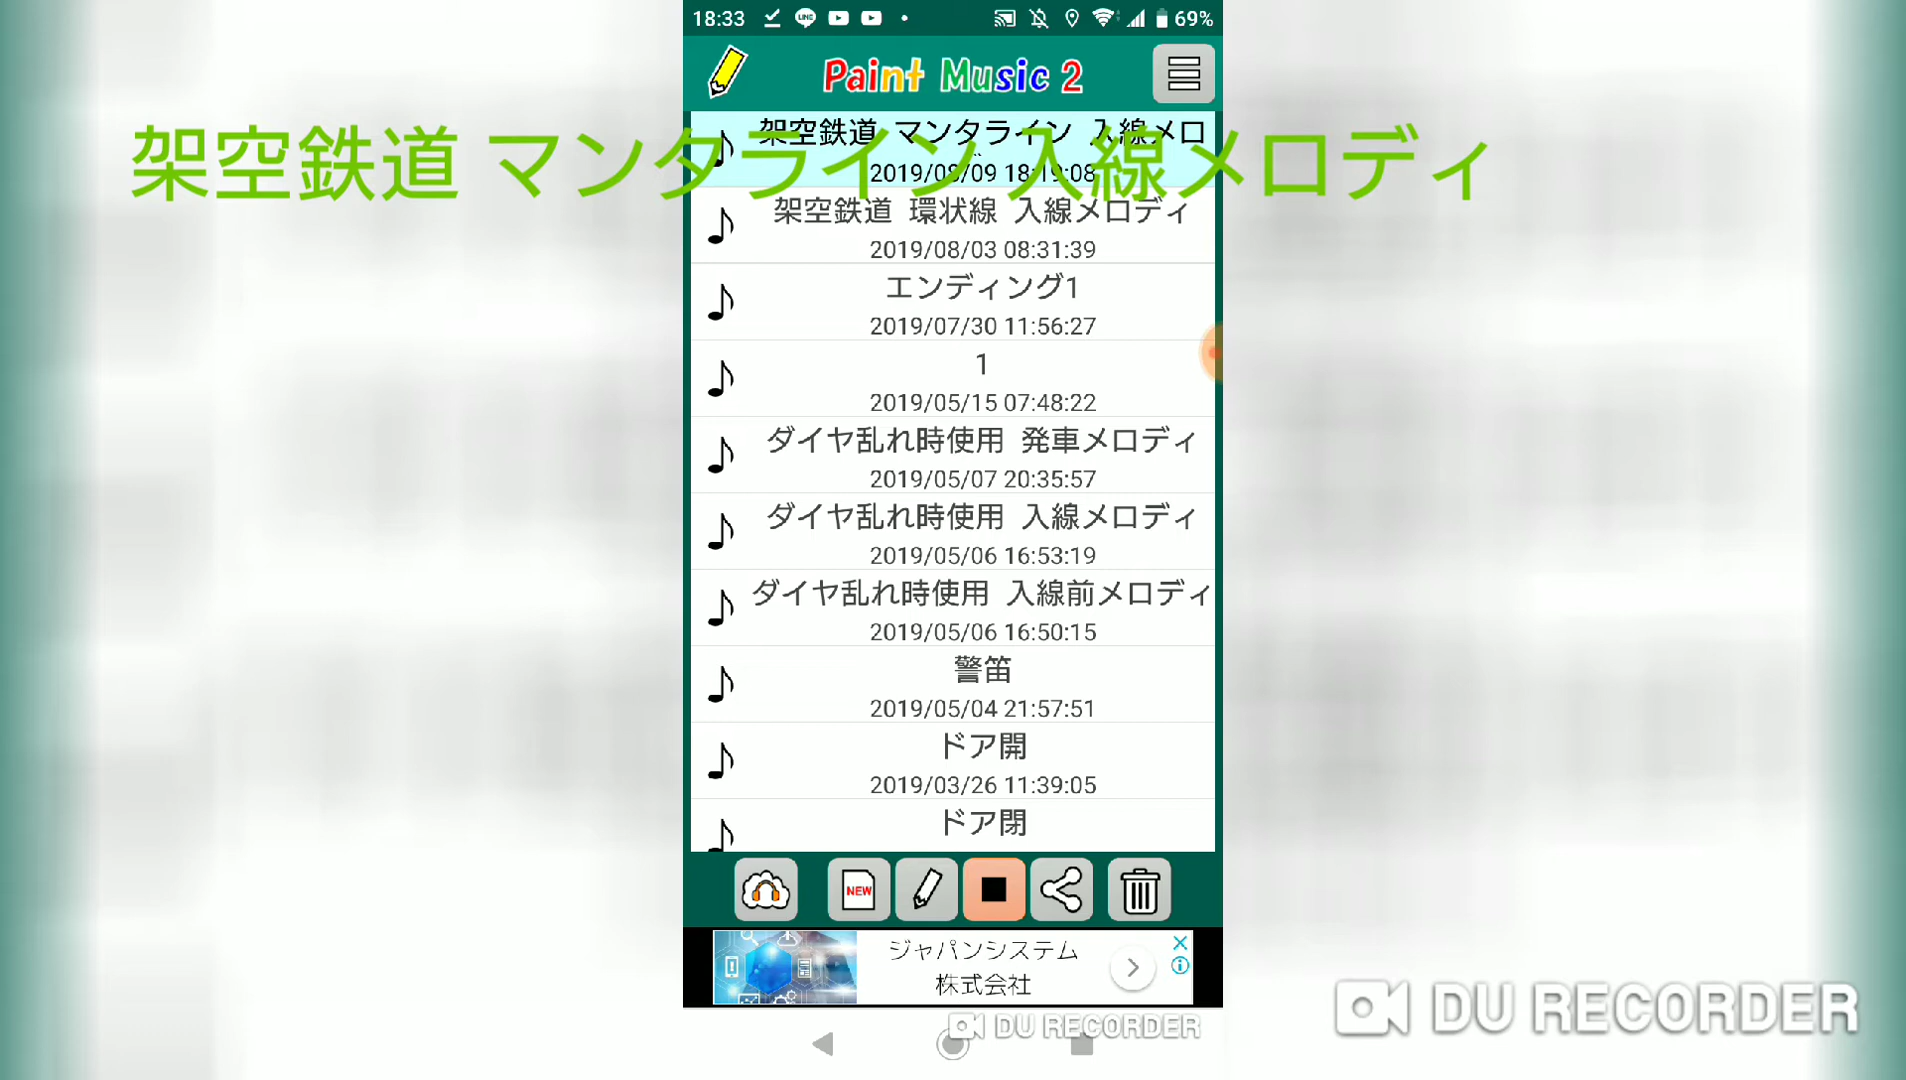 18:33
69%
Paint Music 2
架空鉄道 マンタライン 入線メロディ
架空鉄道 マンタライン 入線メロ
2019/08/09 18:19:08
架空鉄道 環状線 入線メロディ
2019/08/03 08:31:39
エンディング1
2019/07/30 11:56:27
1
2019/05/15 07:48:22
ダイヤ乱れ時使用 発車メロディ
2019/05/07 20:35:57
ダイヤ乱れ時使用 入線メロディ
2019/05/06 16:53:19
ダイヤ乱れ時使用 入線前メロディ
2019/05/06 16:50:15
警笛
2019/05/04 21:57:51
ドア開
2019/03/26 11:39:05
ドア閉
NEW
ジャパンシステム
株式会社
DU RECORDER
DU RECORDER